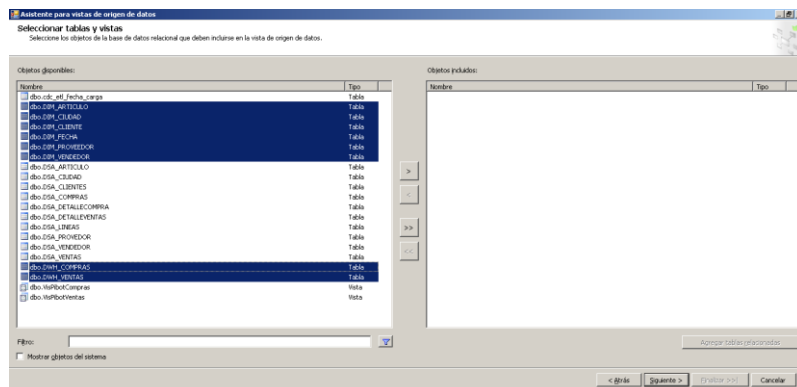 Asistente para vistas de origen de datos
Seleccionar tablas y vistas
Seleccione los objetos de la base de datos relacional que deben incluirse en la vista de origen de datos.
Objetos disponibles:
Objetos incluidos:
Nombre Tipo
Nombre Tipo
dbo.cdc_etl_fecha_carga Tabla
dbo.DIM_ARTICULO Tabla
dbo.DIM_CIUDAD Tabla
dbo.DIM_CLIENTE Tabla
dbo.DIM_FECHA Tabla
dbo.DIM_PROVEEDOR Tabla
dbo.DIM_VENDEDOR Tabla
dbo.DSA_ARTICULO Tabla
dbo.DSA_CIUDAD Tabla
dbo.DSA_CLIENTES Tabla
dbo.DSA_COMPRAS Tabla
dbo.DSA_DETALLECOMPRA Tabla
dbo.DSA_DETALLEVENTAS Tabla
dbo.DSA_LINEAS Tabla
dbo.DSA_PROVEDOR Tabla
dbo.DSA_VENDEDOR Tabla
dbo.DSA_VENTAS Tabla
dbo.DWH_COMPRAS Tabla
dbo.DWH_VENTAS Tabla
dbo.VisPibotCompras Vista
dbo.VisPibotVentas Vista
>
<
>>
<<
Filtro:
Agregar tablas relacionadas
Mostrar objetos del sistema
< Atrás Siguiente > Finalizar >>| Cancelar